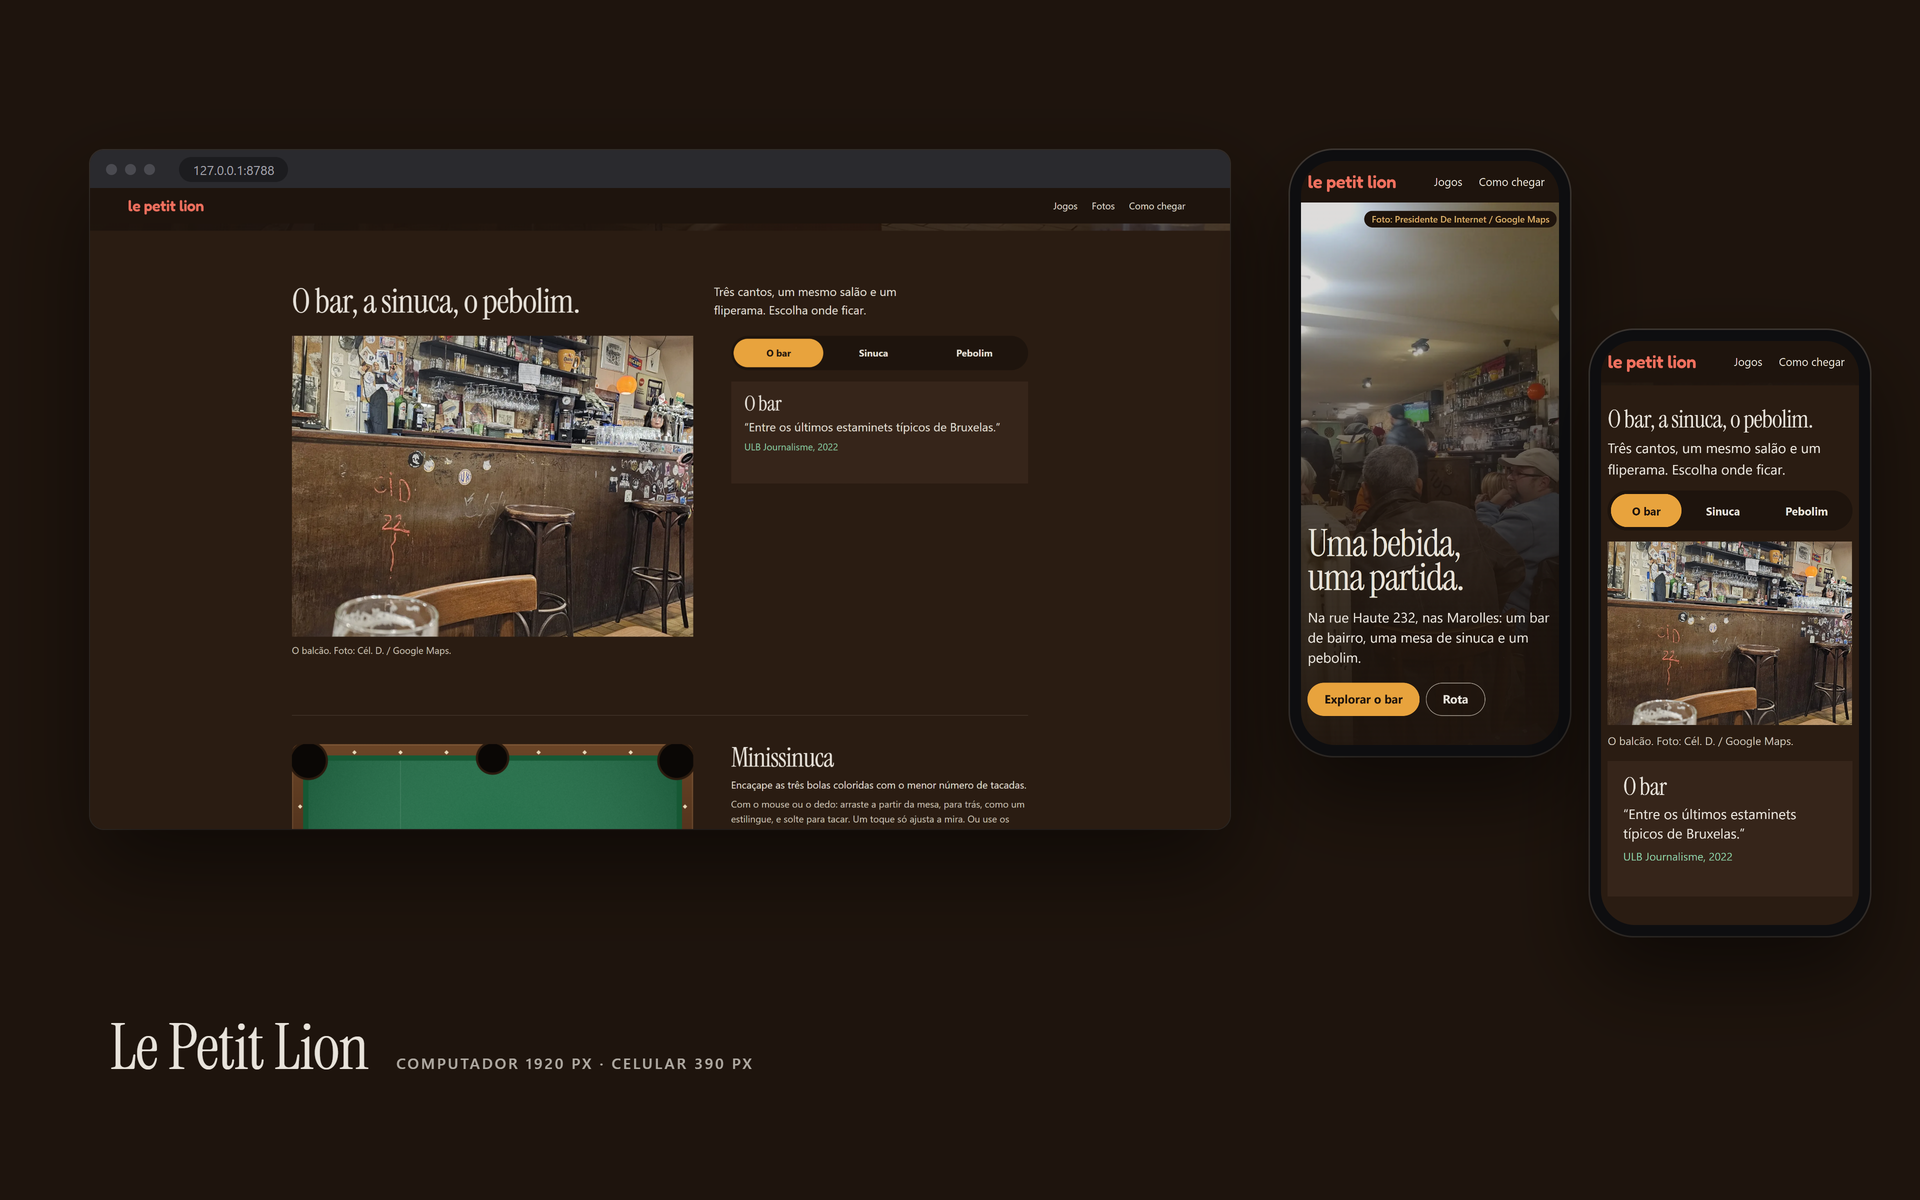 127.0.0.1:8788
le petit lion
Jogos Fotos Como chegar
O bar, a sinuca, o pebolim.
Três cantos, um mesmo salão e um
fliperama. Escolha onde ficar.
O bar Sinuca Pebolim
O bar
“Entre os últimos estaminets típicos de Bruxelas.”
ULB Journalisme, 2022
CID
22
O balcão. Foto: Cél. D. / Google Maps.
Minissinuca
Encaçape as três bolas coloridas com o menor número de tacadas.
Com o mouse ou o dedo: arraste a partir da mesa, para trás, como um
estilingue, e solte para tacar. Um toque só ajusta a mira. Ou use os
le petit lion
Jogos Como chegar
Foto: Presidente De Internet / Google Maps
Uma bebida,
uma partida.
Na rue Haute 232, nas Marolles: um bar
de bairro, uma mesa de sinuca e um
pebolim.
Explorar o bar Rota
le petit lion
Jogos Como chegar
O bar, a sinuca, o pebolim.
Três cantos, um mesmo salão e um
fliperama. Escolha onde ficar.
O bar Sinuca Pebolim
CID
22
O balcão. Foto: Cél. D. / Google Maps.
O bar
“Entre os últimos estaminets
típicos de Bruxelas.”
ULB Journalisme, 2022
Le Petit Lion
COMPUTADOR 1920 PX · CELULAR 390 PX